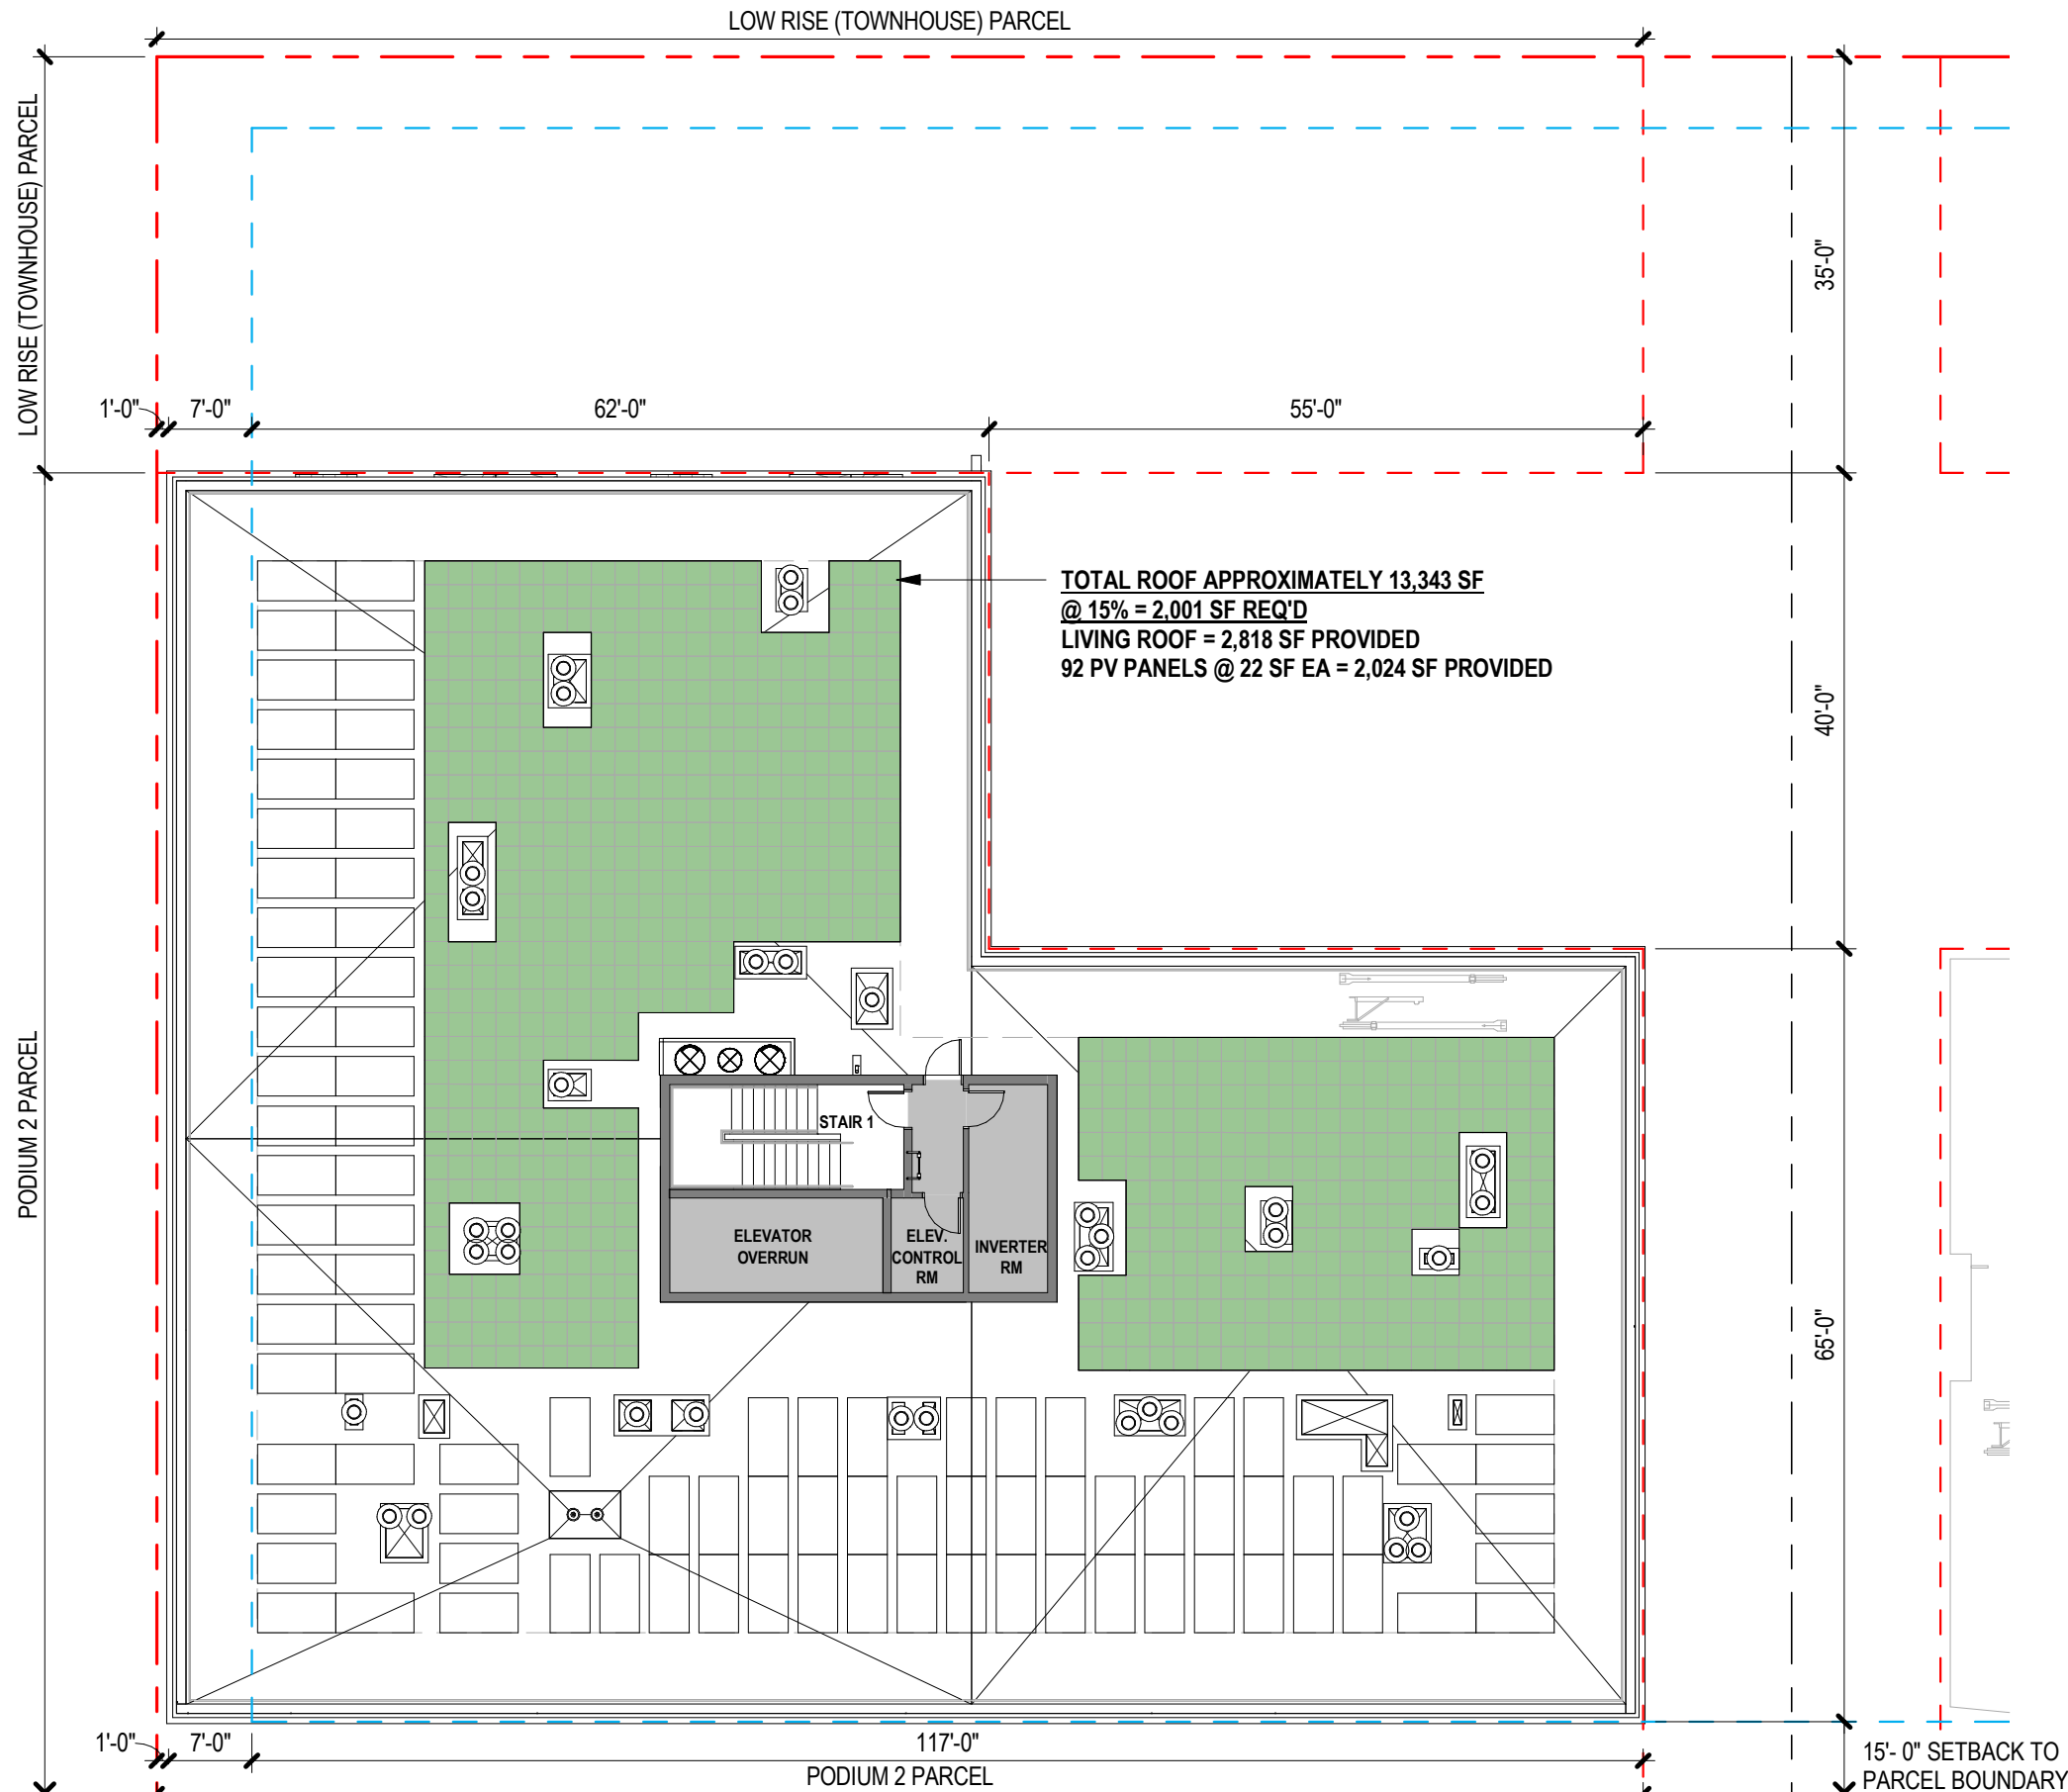 LOW RISE (TOWNHOUSE) PARCEL
LOW RISE (TOWNHOUSE) PARCEL
35'-0"
1'-0"
7'-0"
62'-0"
55'-0"
TOTAL ROOF APPROXIMATELY 13,343 SF
@ 15% = 2,001 SF REQ'D
LIVING ROOF = 2,818 SF PROVIDED
92 PV PANELS @ 22 SF EA = 2,024 SF PROVIDED
40'-0"
PODIUM 2 PARCEL
STAIR 1
ELEVATOR
OVERRUN
ELEV.
CONTROL
RM
INVERTER
RM
65'-0"
1'-0"
7'-0"
117'-0"
PODIUM 2 PARCEL
15'- 0" SETBACK TO
PARCEL BOUNDARY